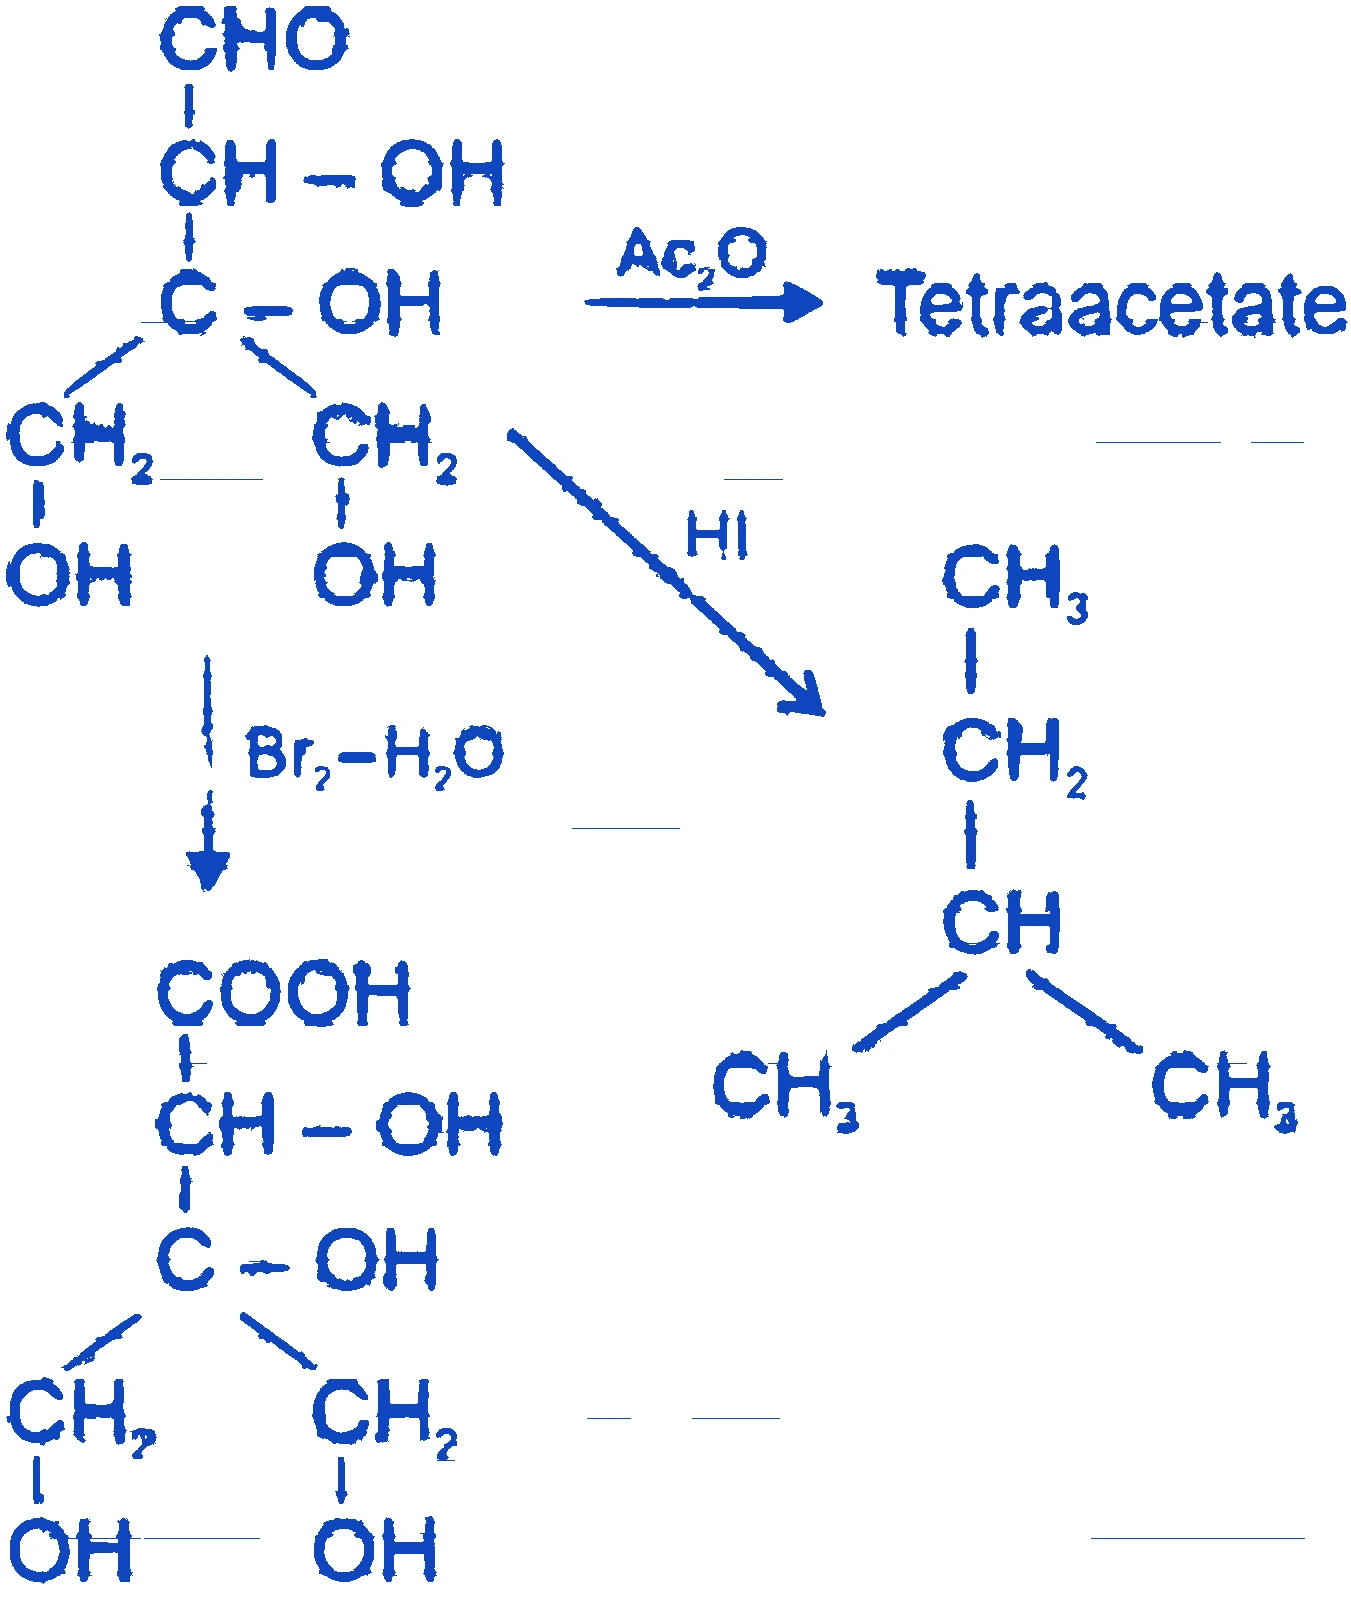 CHO
CH – OH
C – OH
CH₂ CH₂
OH OH
Ac₂O
Tetraacetate
HI
CH₃
CH₂
CH
CH₃ CH₃
Br₂–H₂O
COOH
CH – OH
C – OH
CH₂ CH₂
OH OH